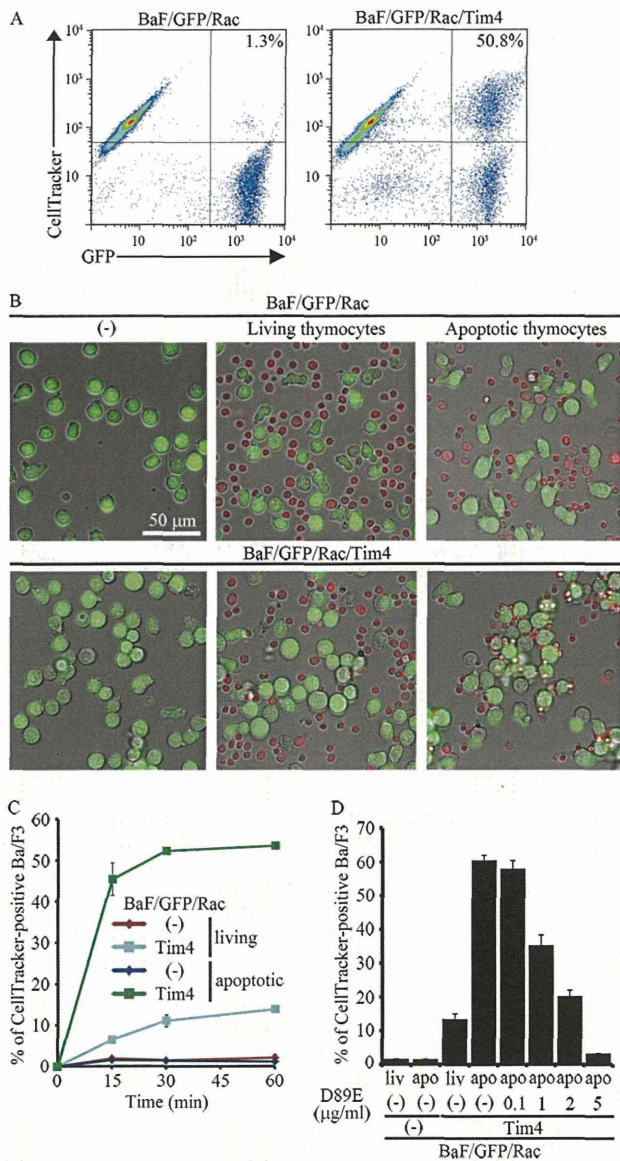 A
BaF/GFP/Rac
BaF/GFP/Rac/Tim4
1.3%
50.8%
10⁴
10³
10²
10
CellTracker
10 10² 10³ 10⁴
GFP
10⁴
10³
10²
10
10 10² 10³ 10⁴
B
BaF/GFP/Rac
(-)
Living thymocytes
Apoptotic thymocytes
50 μm
BaF/GFP/Rac/Tim4
C
% of CellTracker-positive Ba/F3
60
50
40
30
20
10
0
BaF/GFP/Rac
(-)
Tim4
living
(-)
Tim4
apoptotic
0 15 30 45 60
Time (min)
D
% of CellTracker-positive Ba/F3
70
60
50
40
30
20
10
0
liv apo liv apo apo apo apo apo
D89E (μg/ml)
(-) (-) (-) (-) 0.1 1 2 5
(-) Tim4
BaF/GFP/Rac